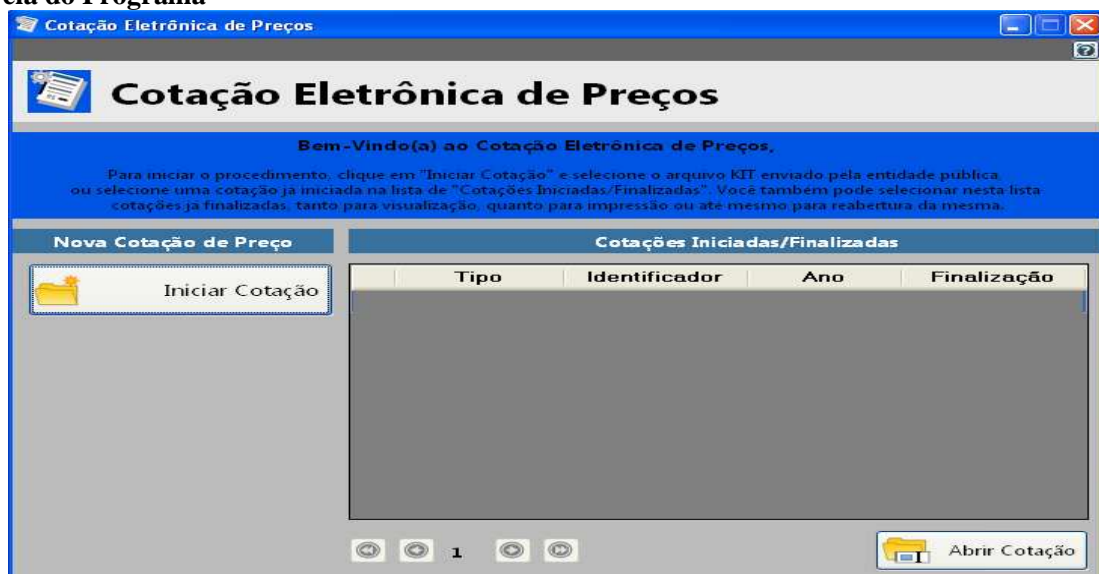 do Programa
Cotação Eletrônica de Preços
Cotação Eletrônica de Preços
Bem-Vindo(a) ao Cotação Eletrônica de Preços,
Para iniciar o procedimento, clique em "Iniciar Cotação" e selecione o arquivo KIT enviado pela entidade pública,
ou selecione uma cotação já iniciada na lista de "Cotações Iniciadas/Finalizadas". Você também pode selecionar nesta lista
cotações já finalizadas, tanto para visualização, quanto para impressão ou até mesmo para reabertura da mesma.
Nova Cotação de Preço
Cotações Iniciadas/Finalizadas
Iniciar Cotação
Tipo Identificador Ano Finalização
1
Abrir Cotação